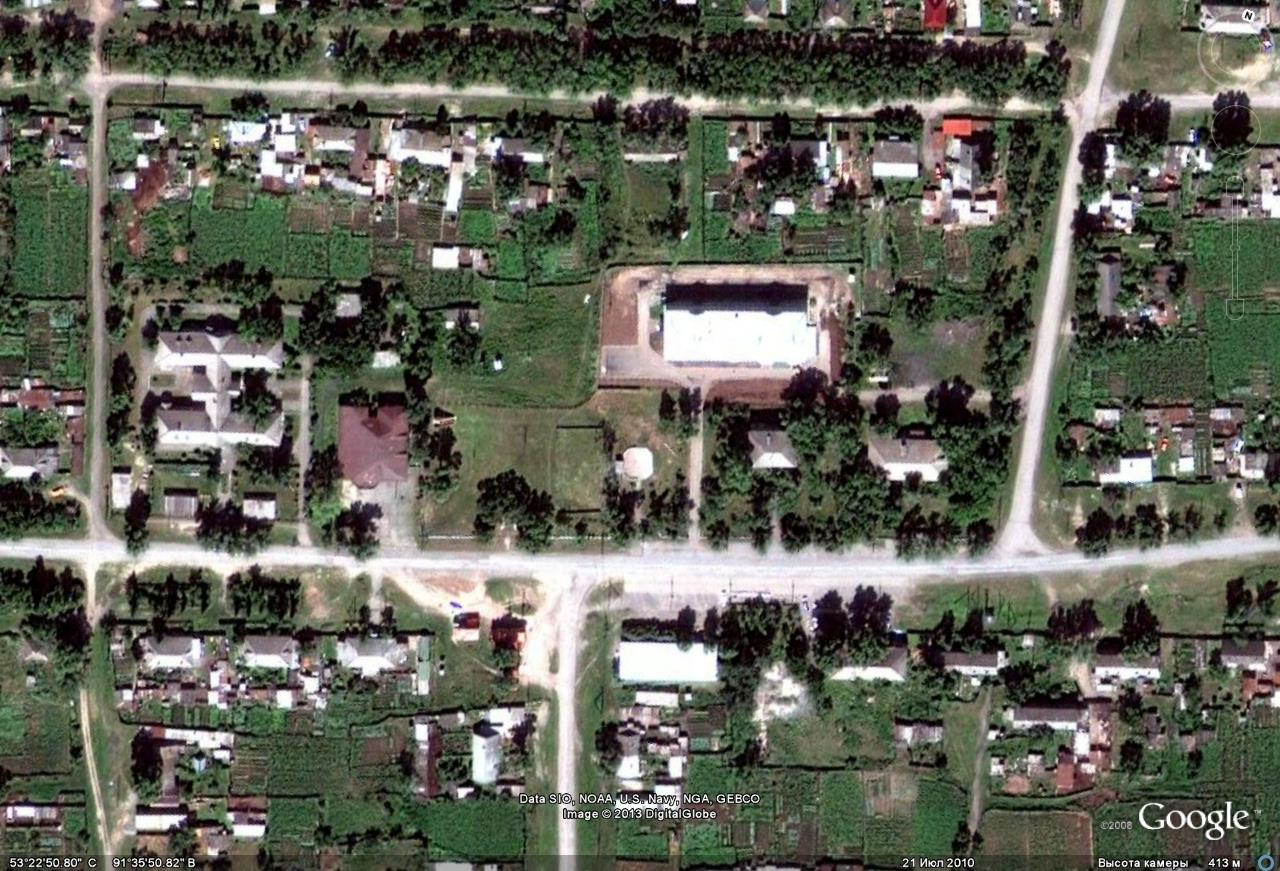 N
Data SIO, NOAA, U.S. Navy, NGA, GEBCO
Image © 2013 DigitalGlobe
©2008 Google™
53°22'50.80" С 91°35'50.82" В 21 Июл 2010 Высота камеры 413 м